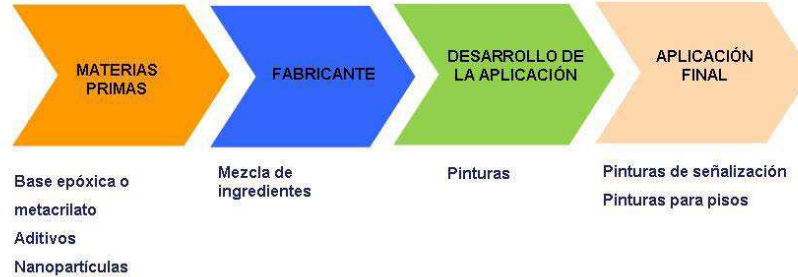 MATERIAS
PRIMAS
FABRICANTE
DESARROLLO DE
LA APLICACIÓN
APLICACIÓN
FINAL
Base epóxica o
metacrilato
Aditivos
Nanopartículas
Mezcla de
ingredientes
Pinturas
Pinturas de señalización
Pinturas para pisos